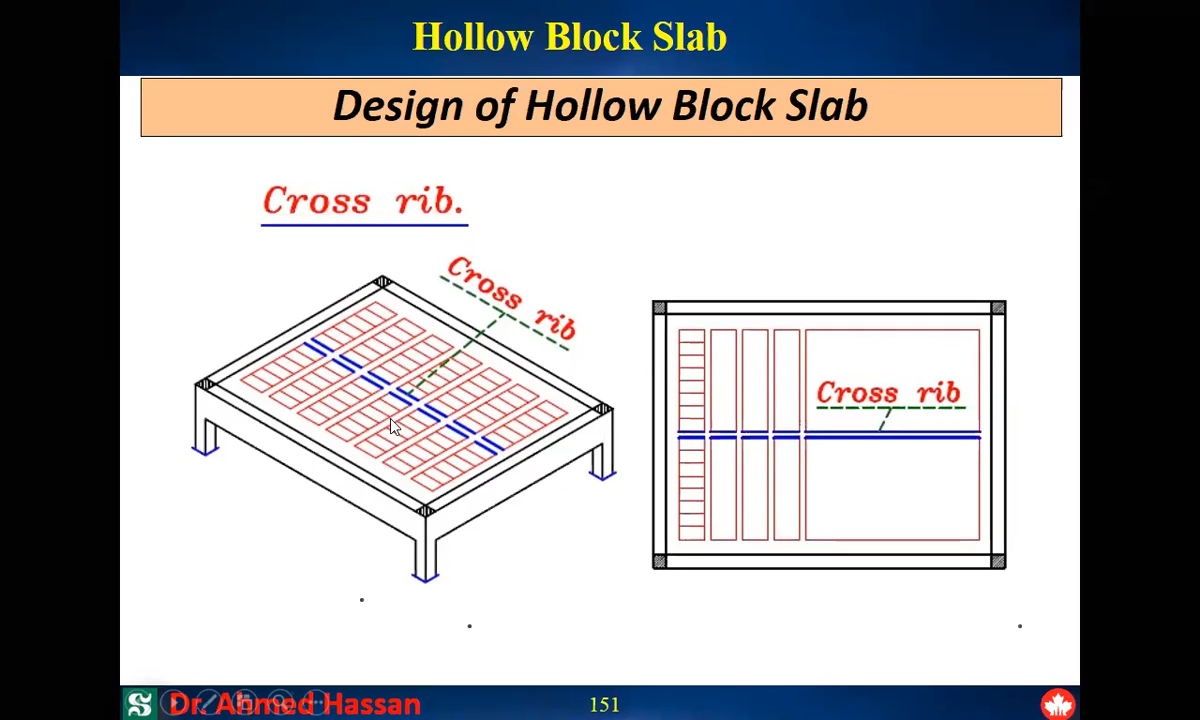 Hollow Block Slab
Design of Hollow Block Slab
Cross rib.
Cross rib
Cross rib
Dr. Ahmed Hassan
151